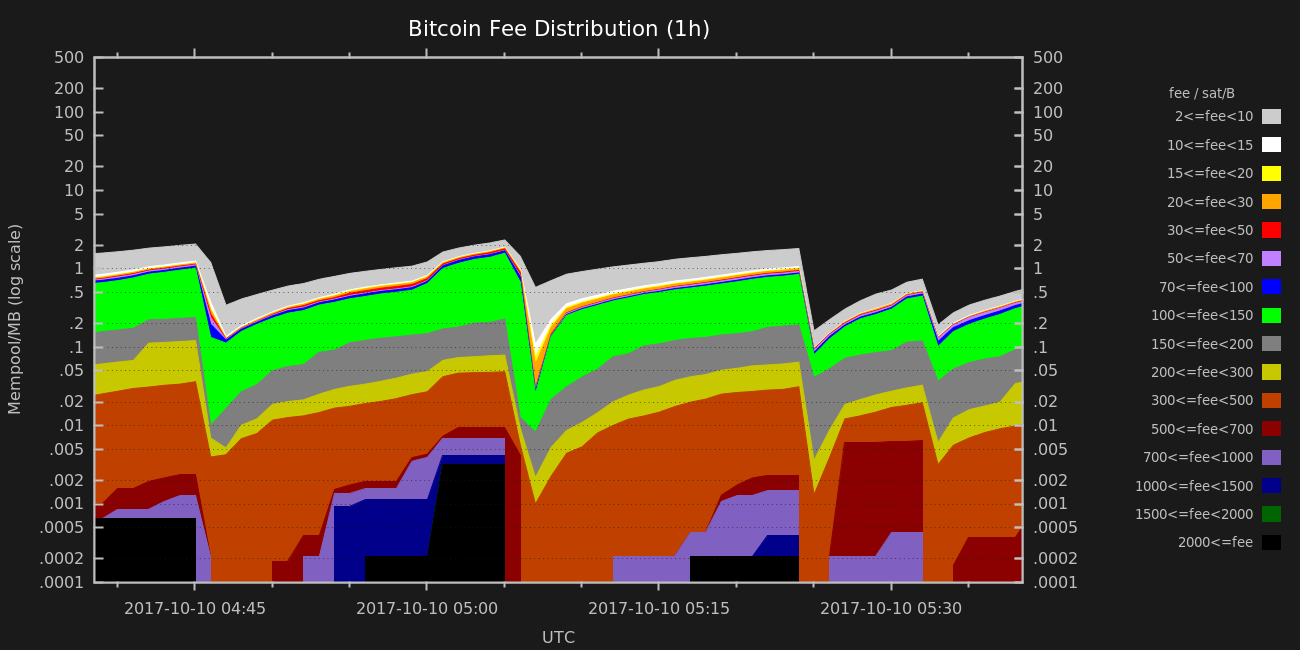 Bitcoin Fee Distribution (1h)
Mempool/MB (log scale)
500
200
100
50
20
10
5
2
1
.5
.2
.1
.05
.02
.01
.005
.002
.001
.0005
.0002
.0001
500
200
100
50
20
10
5
2
1
.5
.2
.1
.05
.02
.01
.005
.002
.001
.0005
.0002
.0001
2017-10-10 04:45
2017-10-10 05:00
2017-10-10 05:15
2017-10-10 05:30
UTC
fee / sat/B
2<=fee<10
10<=fee<15
15<=fee<20
20<=fee<30
30<=fee<50
50<=fee<70
70<=fee<100
100<=fee<150
150<=fee<200
200<=fee<300
300<=fee<500
500<=fee<700
700<=fee<1000
1000<=fee<1500
1500<=fee<2000
2000<=fee